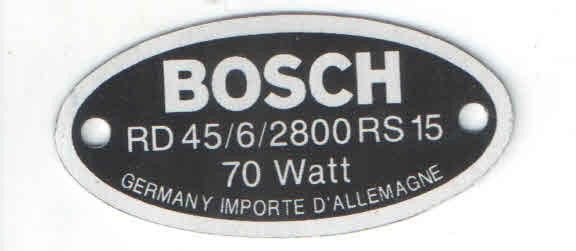 BOSCH
RD 45/6/2800 RS 15
70 Watt
GERMANY IMPORTE D'ALLEMAGNE